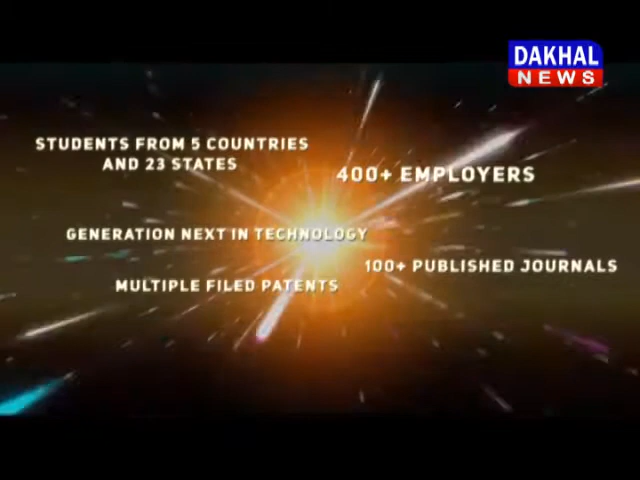 DAKHAL
NEWS
STUDENTS FROM 5 COUNTRIES
AND 23 STATES
400+ EMPLOYERS
GENERATION NEXT IN TECHNOLOGY
100+ PUBLISHED JOURNALS
MULTIPLE FILED PATENTS